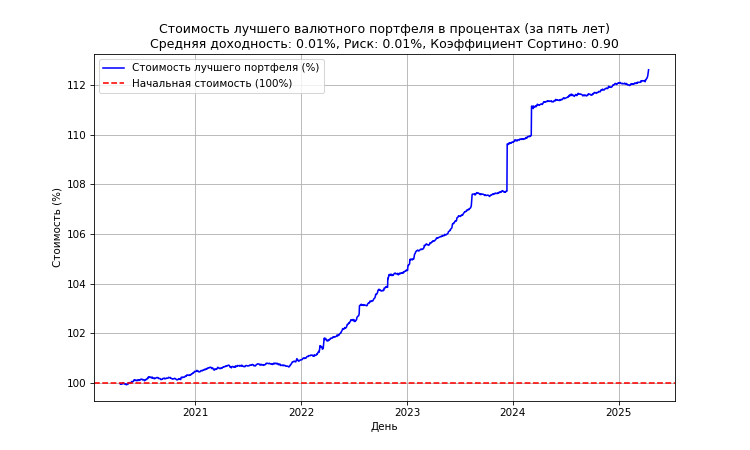 Стоимость лучшего валютного портфеля в процентах (за пять лет)
Средняя доходность: 0.01%, Риск: 0.01%, Коэффициент Сортино: 0.90
Стоимость лучшего портфеля (%)
Начальная стоимость (100%)
Стоимость (%)
112
110
108
106
104
102
100
2021 2022 2023 2024 2025
День